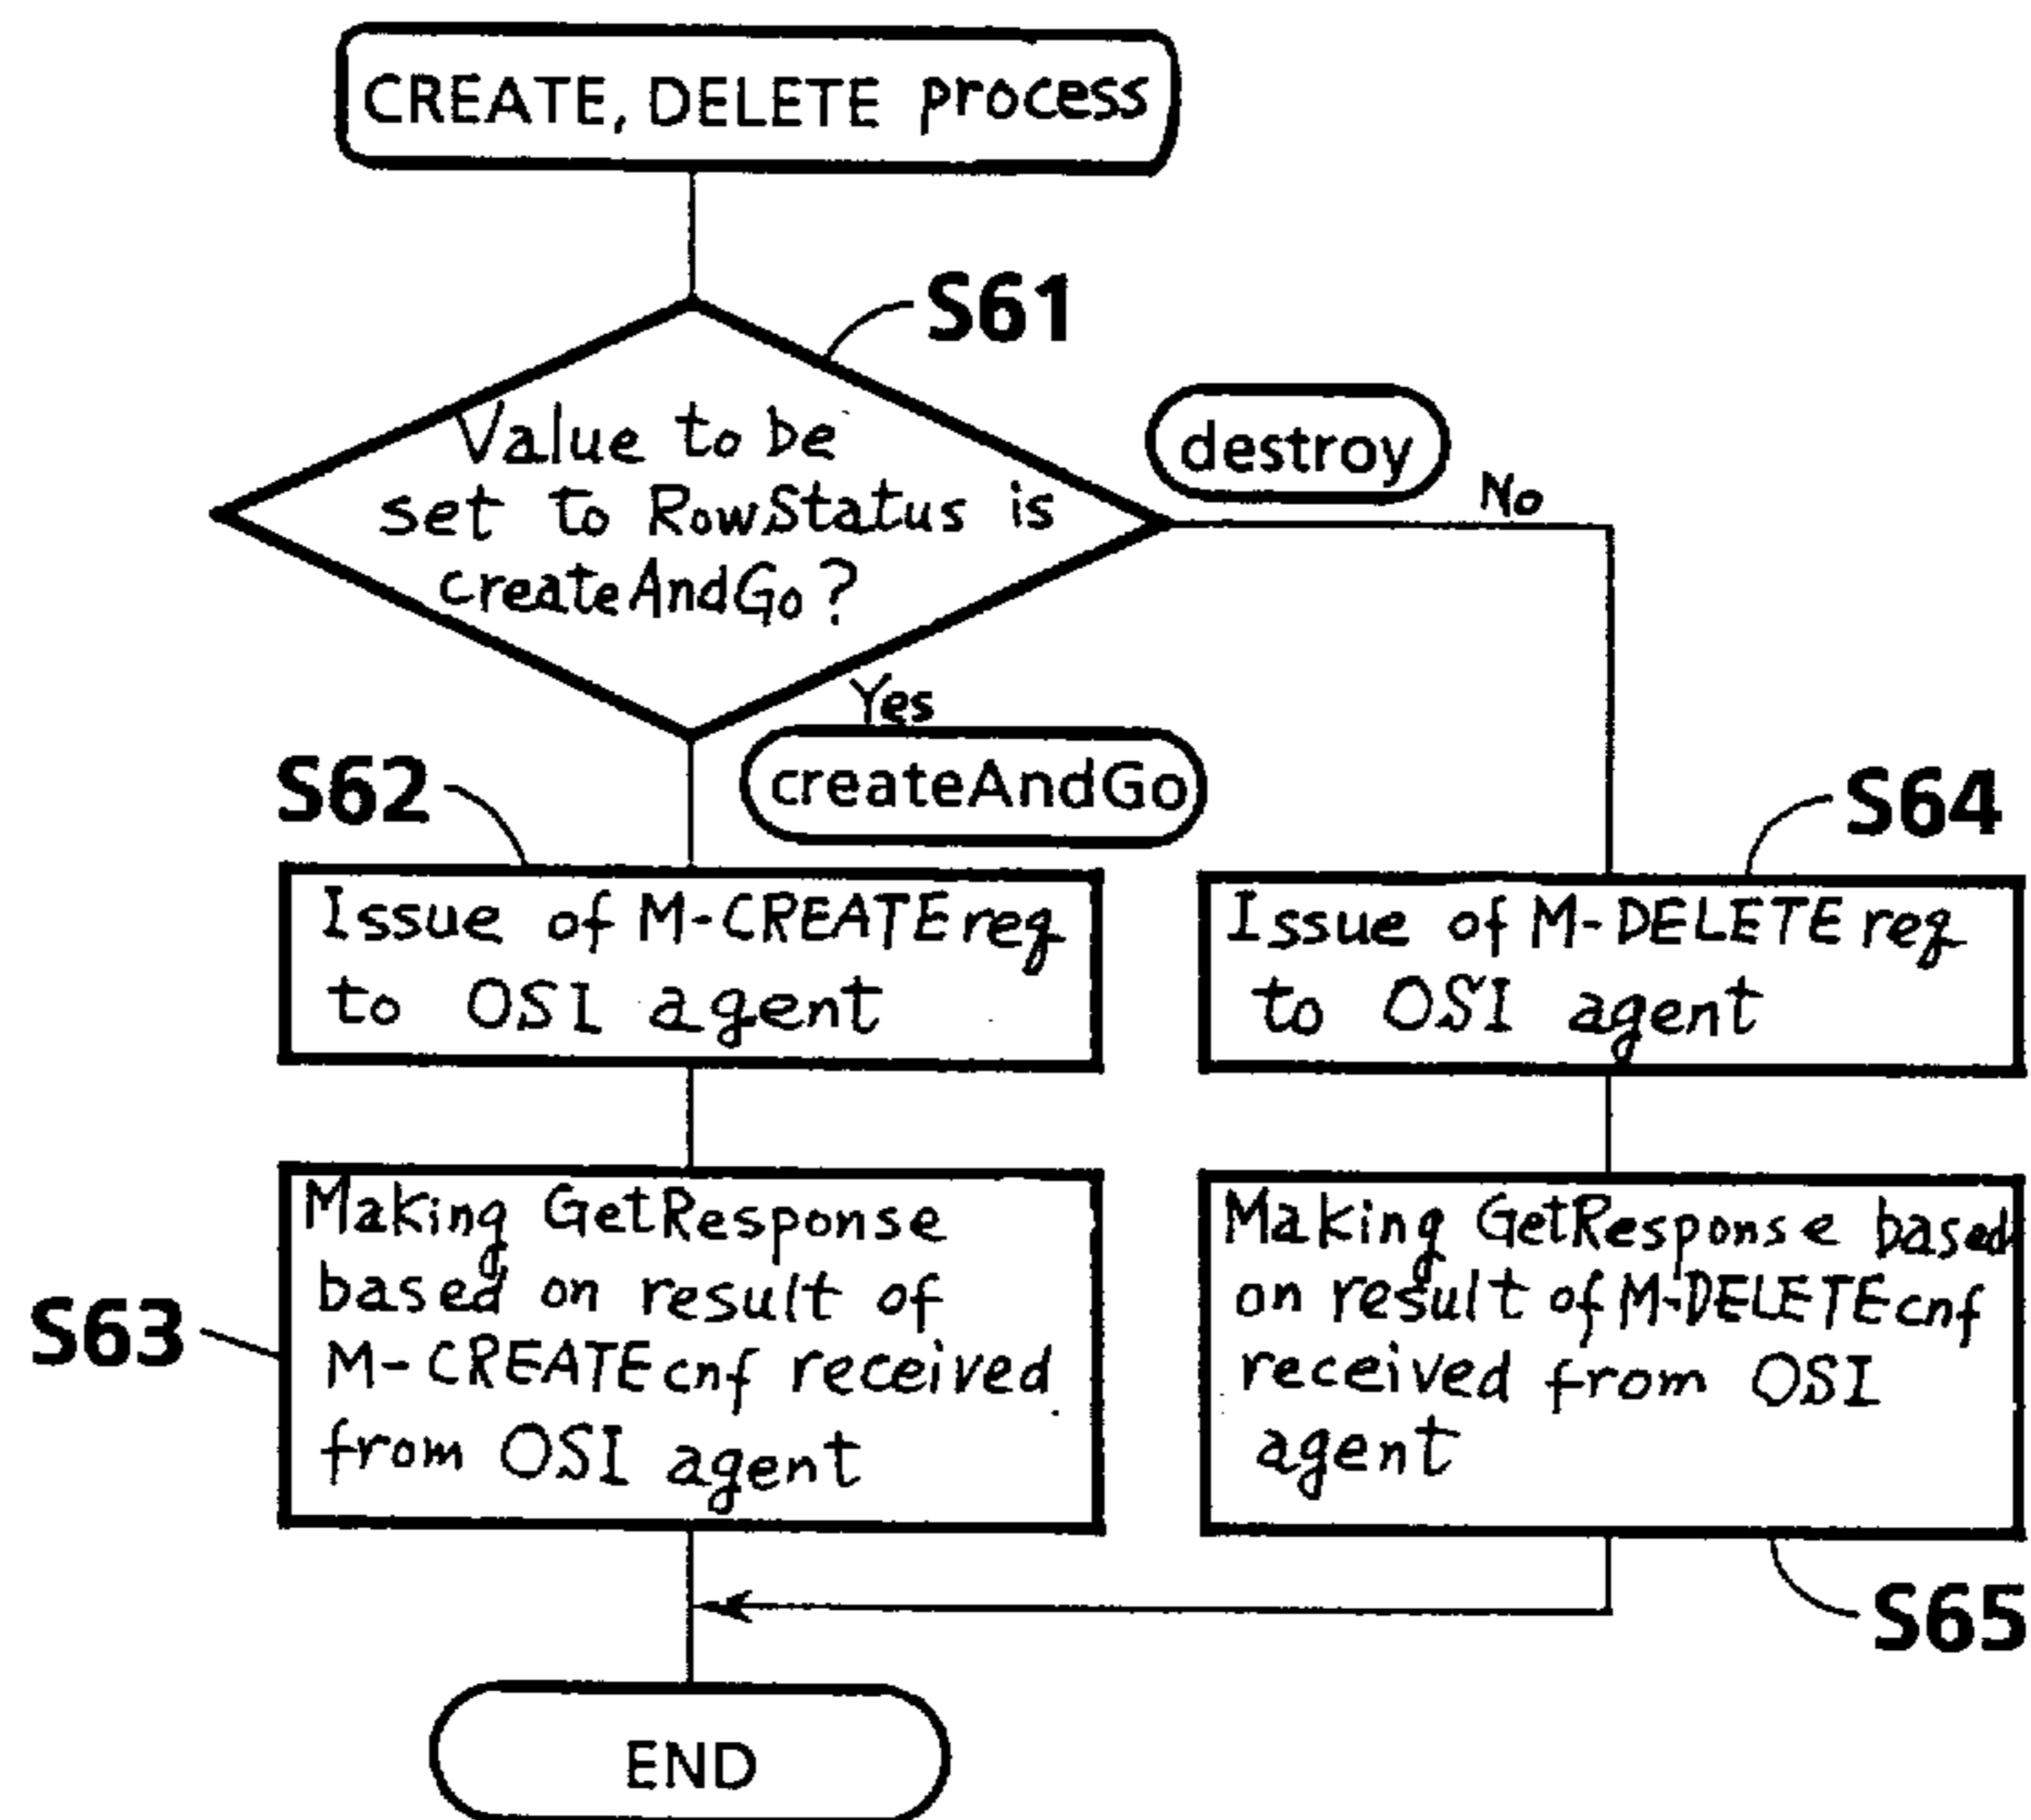 CREATE, DELETE process
S61
Value to be
set to RowStatus is
createAndGo?
destroy
No
Yes
createAndGo
S62
Issue of M-CREATE req
to OSI agent
S64
Issue of M-DELETE req
to OSI agent
S63
Making GetResponse
based on result of
M-CREATE cnf received
from OSI agent
Making GetResponse based
on result of M-DELETE cnf
received from OSI
agent
S65
END